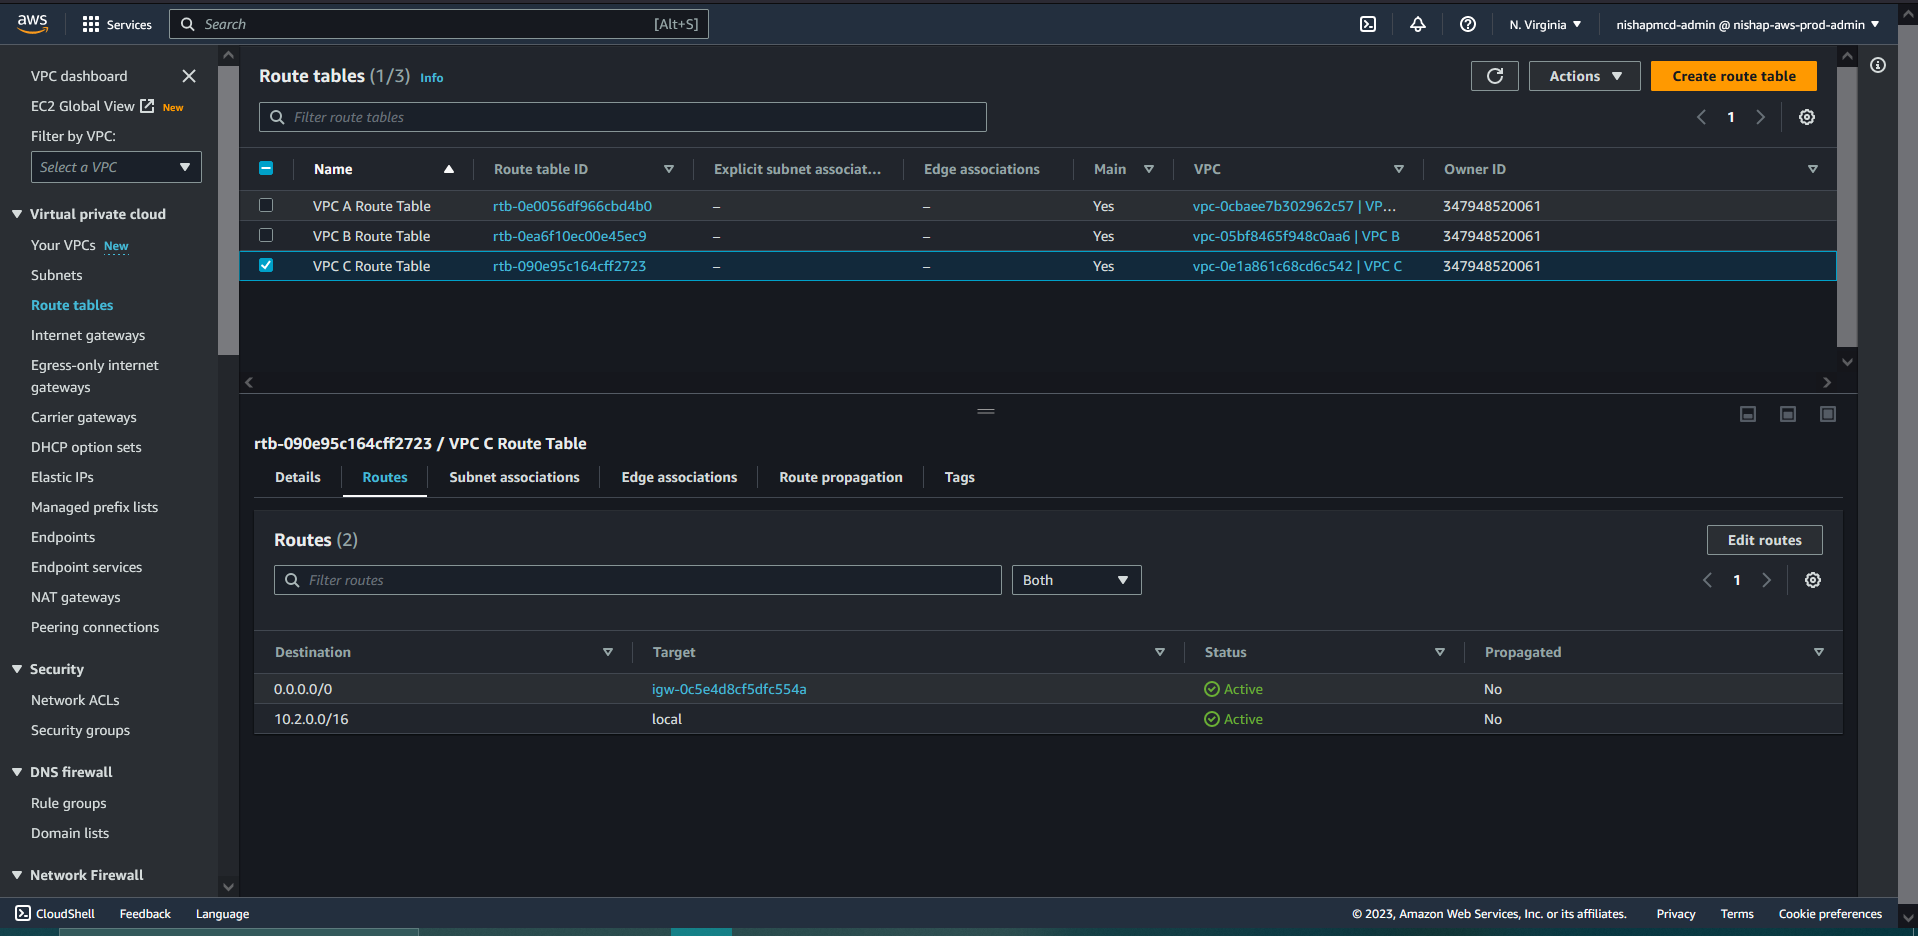 aws
Services
Search [Alt+S]
N. Virginia
nishapmcd-admin @ nishap-aws-prod-admin
VPC dashboard
EC2 Global View New
Filter by VPC:
Select a VPC
Virtual private cloud
Your VPCs New
Subnets
Route tables
Internet gateways
Egress-only internet
gateways
Carrier gateways
DHCP option sets
Elastic IPs
Managed prefix lists
Endpoints
Endpoint services
NAT gateways
Peering connections
Security
Network ACLs
Security groups
DNS firewall
Rule groups
Domain lists
Network Firewall
Route tables (1/3) Info
Actions
Create route table
Filter route tables
1
Name Route table ID Explicit subnet associat... Edge associations Main VPC Owner ID
VPC A Route Table rtb-0e0056df966cbd4b0 – – Yes vpc-0cbaee7b302962c57 | VP... 347948520061
VPC B Route Table rtb-0ea6f10ec00e45ec9 – – Yes vpc-05bf8465f948c0aa6 | VPC B 347948520061
VPC C Route Table rtb-090e95c164cff2723 – – Yes vpc-0e1a861c68cd6c542 | VPC C 347948520061
rtb-090e95c164cff2723 / VPC C Route Table
Details Routes Subnet associations Edge associations Route propagation Tags
Routes (2)
Edit routes
Filter routes
Both
1
Destination Target Status Propagated
0.0.0.0/0 igw-0c5e4d8cf5dfc554a Active No
10.2.0.0/16 local Active No
CloudShell Feedback Language
© 2023, Amazon Web Services, Inc. or its affiliates. Privacy Terms Cookie preferences